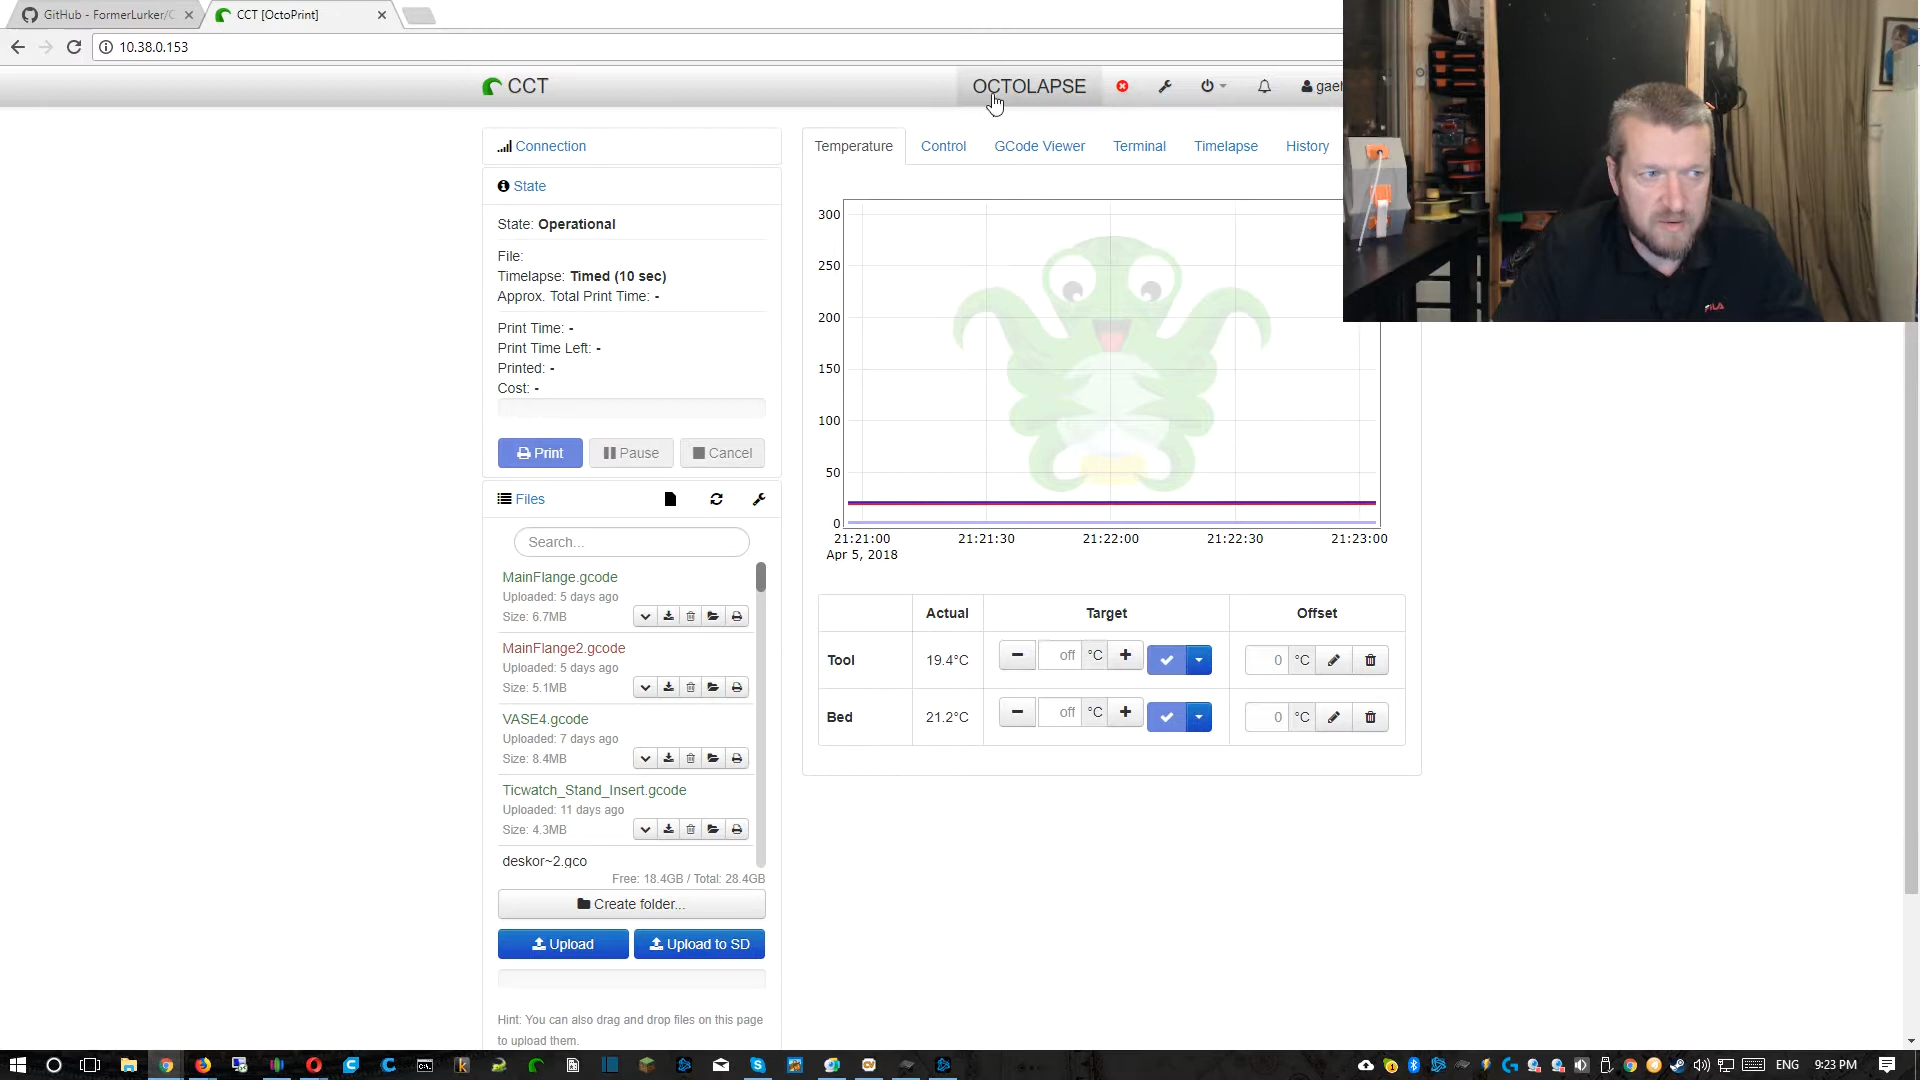 GitHub - FormerLurker/
CCT [OctoPrint]
10.38.0.153
CCT
OCTOLAPSE
gael
Connection
State
State: Operational
File:
Timelapse: Timed (10 sec)
Approx. Total Print Time: -
Print Time: -
Print Time Left: -
Printed: -
Cost: -
Print
Pause
Cancel
Files
Search...
MainFlange.gcode
Uploaded: 5 days ago
Size: 6.7MB
MainFlange2.gcode
Uploaded: 5 days ago
Size: 5.1MB
VASE4.gcode
Uploaded: 7 days ago
Size: 8.4MB
Ticwatch_Stand_Insert.gcode
Uploaded: 11 days ago
Size: 4.3MB
deskor~2.gco
Free: 18.4GB / Total: 28.4GB
Create folder...
Upload
Upload to SD
Hint: You can also drag and drop files on this page
to upload them.
Temperature
Control
GCode Viewer
Terminal
Timelapse
History
300
250
200
150
100
50
0
21:21:00
21:21:30
21:22:00
21:22:30
21:23:00
Apr 5, 2018
Actual
Target
Offset
Tool
19.4°C
off
°C
0
°C
Bed
21.2°C
off
°C
0
°C
FILA
ENG
9:23 PM